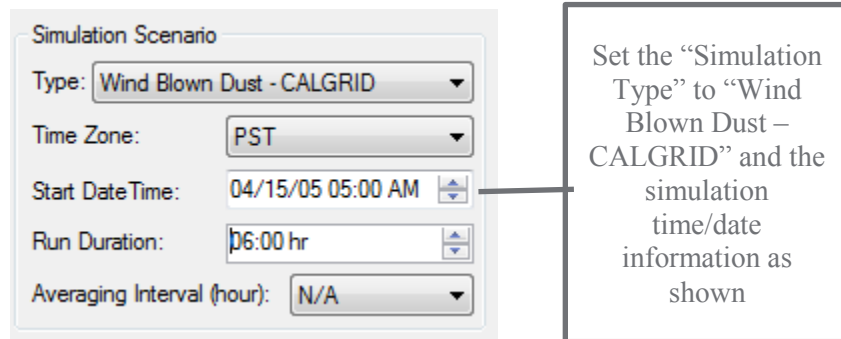 Simulation Scenario
Type: Wind Blown Dust - CALGRID
Time Zone: PST
Start DateTime: 04/15/05 05:00 AM
Run Duration: 06:00 hr
Averaging Interval (hour): N/A
Set the “Simulation
Type” to “Wind
Blown Dust –
CALGRID” and the
simulation
time/date
information as
shown